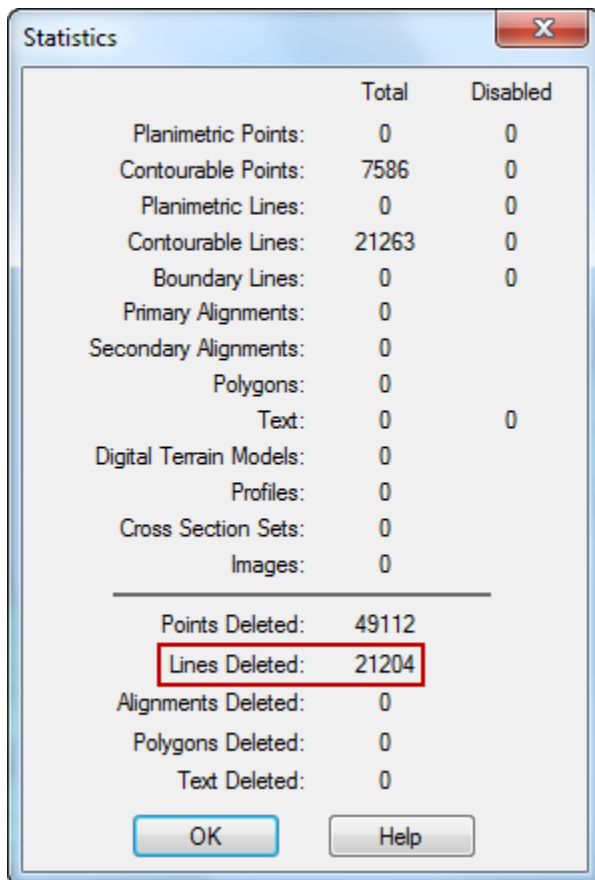 Statistics
Total Disabled
Planimetric Points: 0 0
Contourable Points: 7586 0
Planimetric Lines: 0 0
Contourable Lines: 21263 0
Boundary Lines: 0 0
Primary Alignments: 0
Secondary Alignments: 0
Polygons: 0
Text: 0 0
Digital Terrain Models: 0
Profiles: 0
Cross Section Sets: 0
Images: 0
Points Deleted: 49112
Lines Deleted: 21204
Alignments Deleted: 0
Polygons Deleted: 0
Text Deleted: 0
OK Help